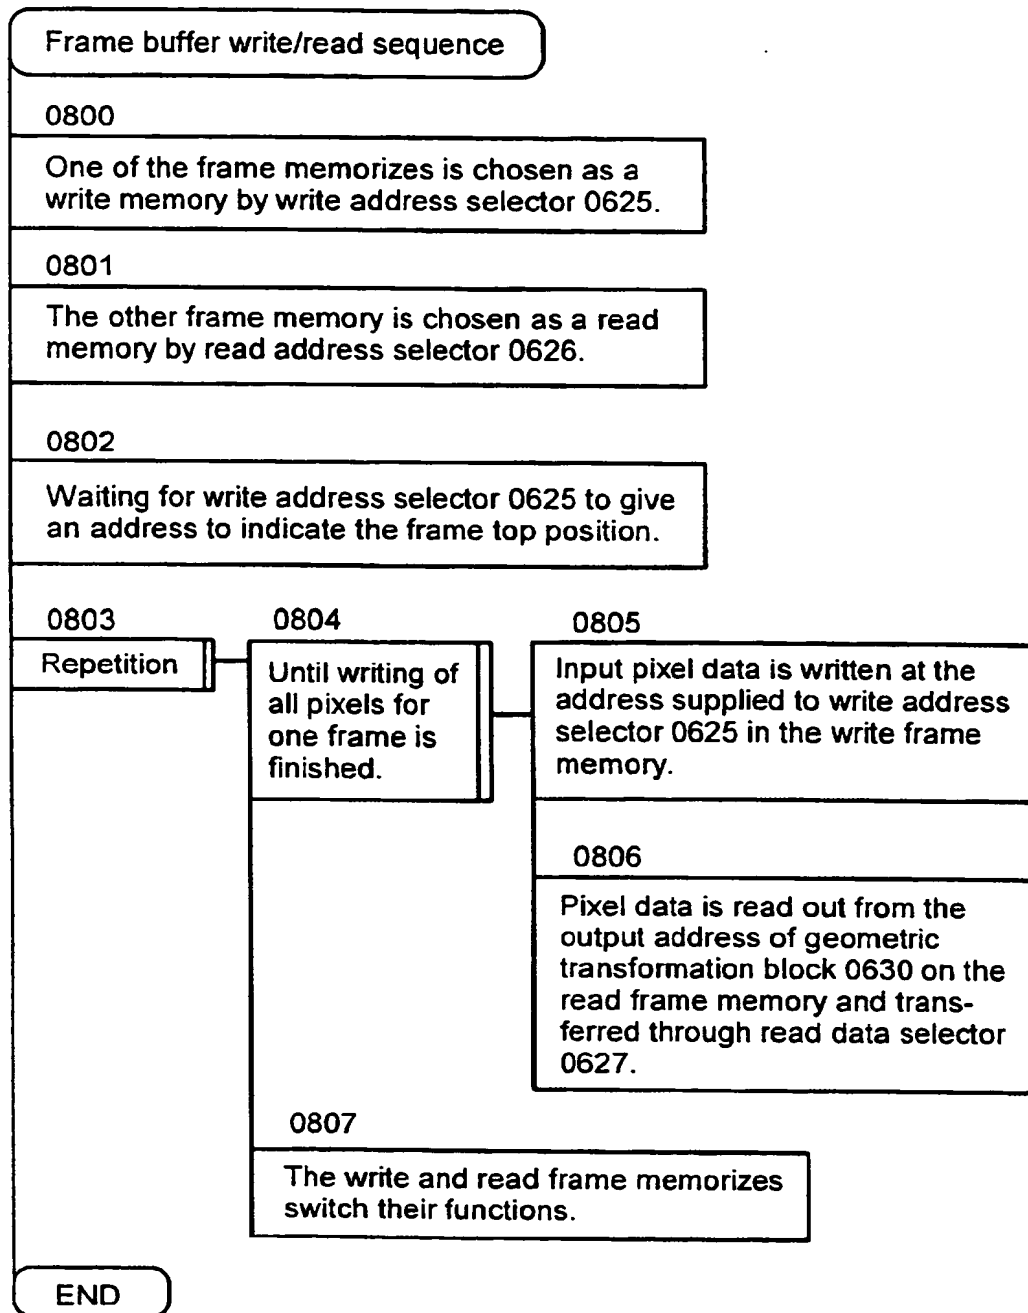 Frame buffer write/read sequence
0800
One of the frame memorizes is chosen as a
write memory by write address selector 0625.
0801
The other frame memory is chosen as a read
memory by read address selector 0626.
0802
Waiting for write address selector 0625 to give
an address to indicate the frame top position.
0803
Repetition
0804
Until writing of
all pixels for
one frame is
finished.
0805
Input pixel data is written at the
address supplied to write address
selector 0625 in the write frame
memory.
0806
Pixel data is read out from the
output address of geometric
transformation block 0630 on the
read frame memory and trans-
ferred through read data selector
0627.
0807
The write and read frame memorizes
switch their functions.
END